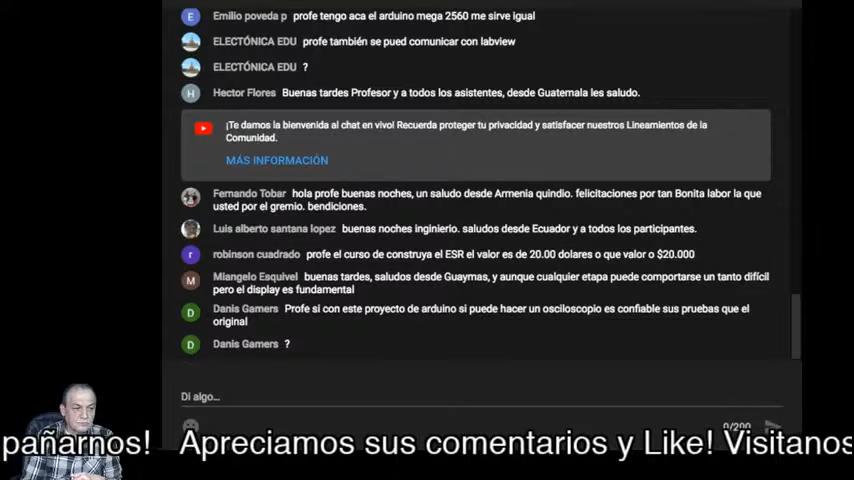 E Emilio poveda p profe tengo aca el arduino mega 2560 me sirve igual
ELECTÓNICA EDU profe también se pued comunicar con labview
ELECTÓNICA EDU ?
H Hector Flores Buenas tardes Profesor y a todos los asistentes, desde Guatemala les saludo.
¡Te damos la bienvenida al chat en vivo! Recuerda proteger tu privacidad y satisfacer nuestros Lineamientos de la
Comunidad.
MÁS INFORMACIÓN
Fernando Tobar hola profe buenas noches, un saludo desde Armenia quindio. felicitaciones por tan Bonita labor la que
usted por el gremio. bendiciones.
Luis alberto santana lopez buenas noches inginierio. saludos desde Ecuador y a todos los participantes.
r robinson cuadrado profe el curso de construya el ESR el valor es de 20.00 dolares o que valor o $20.000
M Miangelo Esquivel buenas tardes, saludos desde Guaymas, y aunque cualquier etapa puede comportarse un tanto difícil
pero el display es fundamental
D Danis Gamers Profe si con este proyecto de arduino si puede hacer un osciloscopio es confiable sus pruebas que el
original
D Danis Gamers ?
Di algo...
0/200
pañarnos! Apreciamos sus comentarios y Like! Visitanos